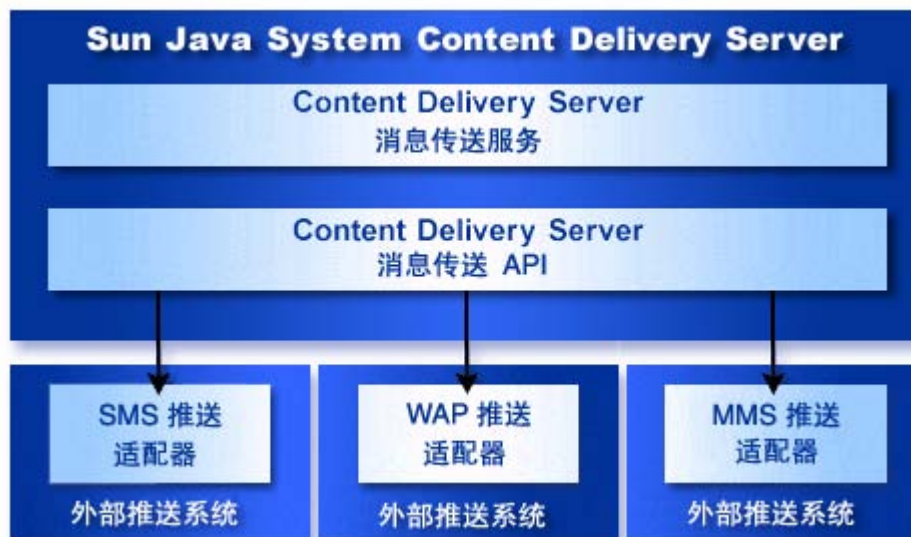 Sun Java System Content Delivery Server
Content Delivery Server
消息传送服务
Content Delivery Server
消息传送 API
SMS 推送
适配器
外部推送系统
WAP 推送
适配器
外部推送系统
MMS 推送
适配器
外部推送系统